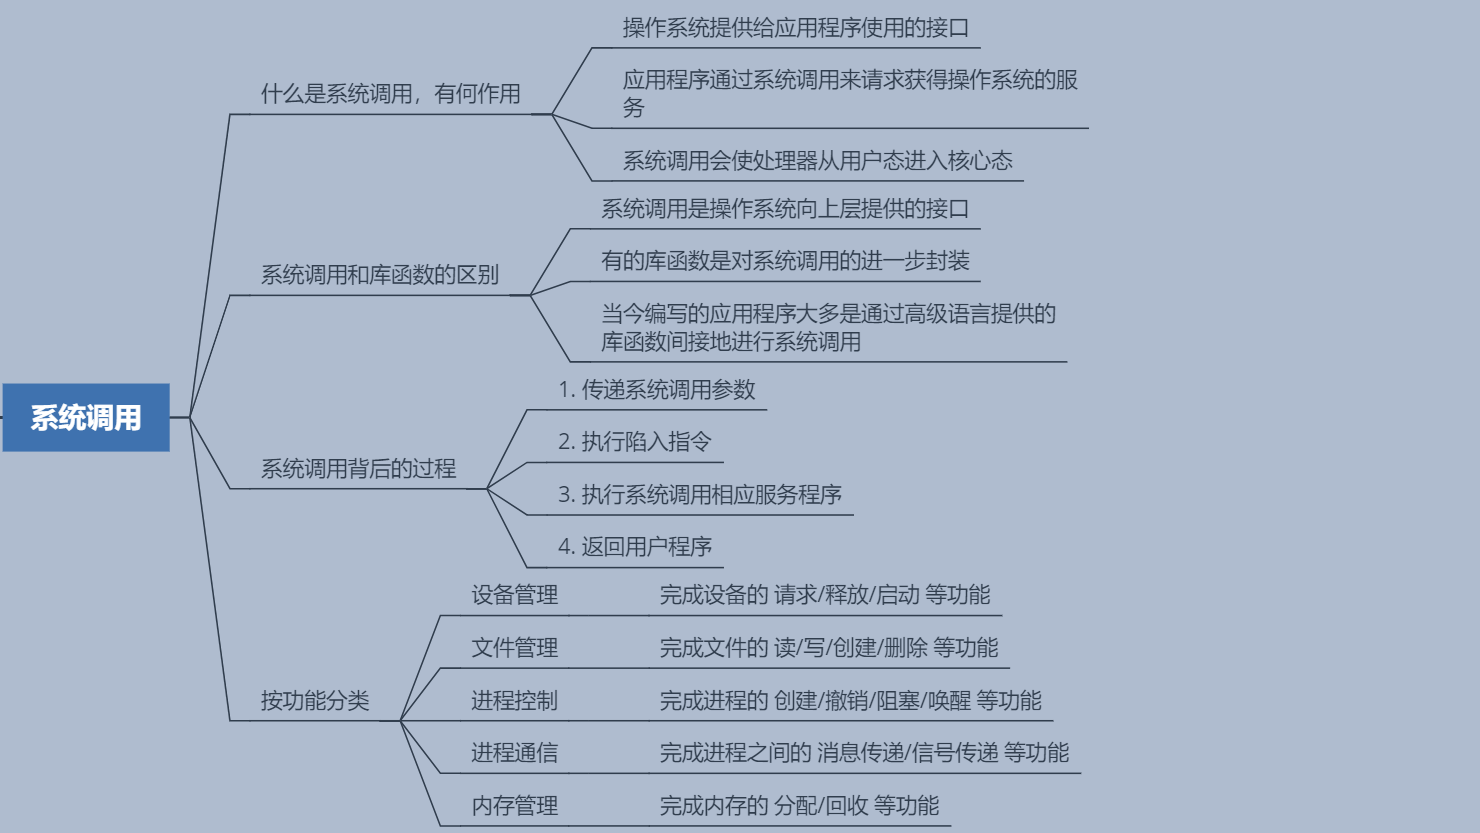 系统调用
什么是系统调用，有何作用
操作系统提供给应用程序使用的接口
应用程序通过系统调用来请求获得操作系统的服
务
系统调用会使处理器从用户态进入核心态
系统调用和库函数的区别
系统调用是操作系统向上层提供的接口
有的库函数是对系统调用的进一步封装
当今编写的应用程序大多是通过高级语言提供的
库函数间接地进行系统调用
系统调用背后的过程
1. 传递系统调用参数
2. 执行陷入指令
3. 执行系统调用相应服务程序
4. 返回用户程序
按功能分类
设备管理
完成设备的 请求/释放/启动 等功能
文件管理
完成文件的 读/写/创建/删除 等功能
进程控制
完成进程的 创建/撤销/阻塞/唤醒 等功能
进程通信
完成进程之间的 消息传递/信号传递 等功能
内存管理
完成内存的 分配/回收 等功能